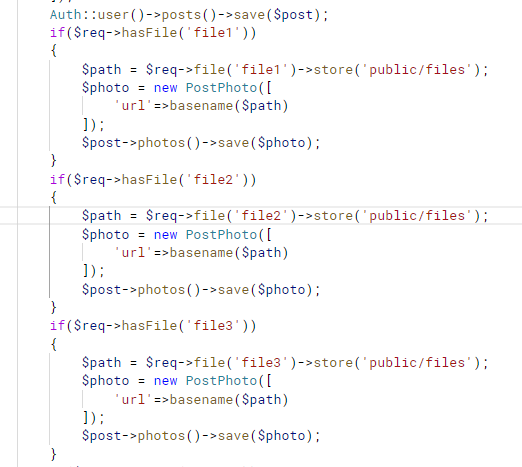 ]);
Auth::user()->posts()->save($post);
if($req->hasFile('file1'))
{
$path = $req->file('file1')->store('public/files');
$photo = new PostPhoto([
'url'=>basename($path)
]);
$post->photos()->save($photo);
}
if($req->hasFile('file2'))
{
$path = $req->file('file2')->store('public/files');
$photo = new PostPhoto([
'url'=>basename($path)
]);
$post->photos()->save($photo);
}
if($req->hasFile('file3'))
{
$path = $req->file('file3')->store('public/files');
$photo = new PostPhoto([
'url'=>basename($path)
]);
$post->photos()->save($photo);
}